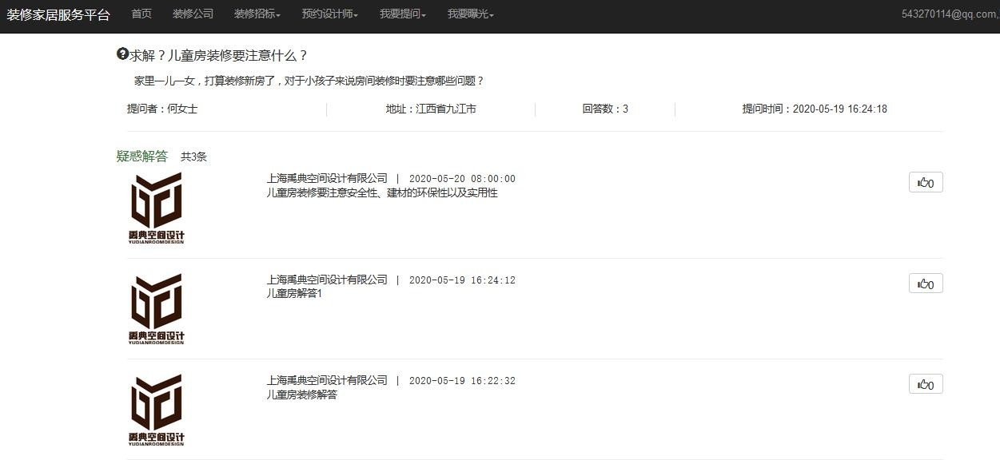 装修家居服务平台 首页 装修公司 装修招标 预约设计师 我要提问 我要曝光 543270114@qq.com,
求解？儿童房装修要注意什么？
家里一儿一女，打算装修新房了，对于小孩子来说房间装修时要注意哪些问题？
提问者：何女士 地址：江西省九江市 回答数：3 提问时间：2020-05-19 16:24:18
疑惑解答 共3条
上海禹典空间设计有限公司 | 2020-05-20 08:00:00
儿童房装修要注意安全性、建材的环保性以及实用性
0
禹典空间设计
YUDIANROOMDESIGN
上海禹典空间设计有限公司 | 2020-05-19 16:24:12
儿童房解答1
0
禹典空间设计
YUDIANROOMDESIGN
上海禹典空间设计有限公司 | 2020-05-19 16:22:32
儿童房装修解答
0
禹典空间设计
YUDIANROOMDESIGN